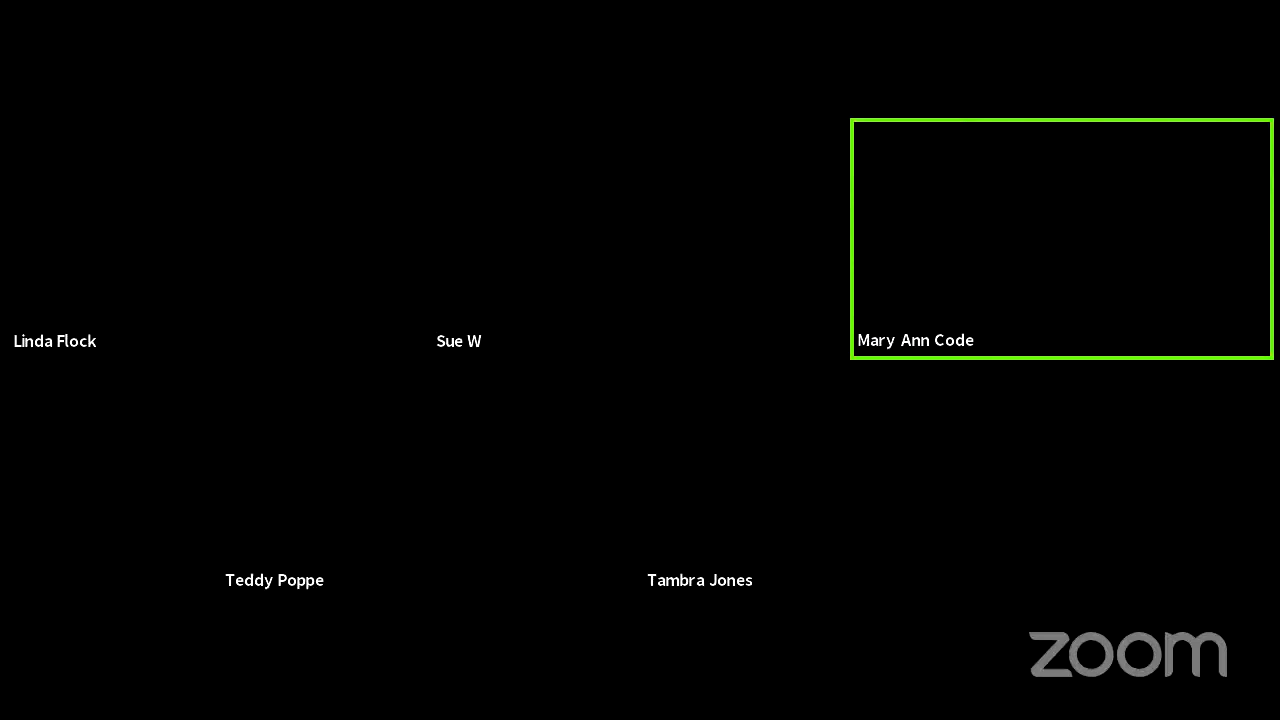 Linda Flock
Sue W
Mary Ann Code
Teddy Poppe
Tambra Jones
zoom